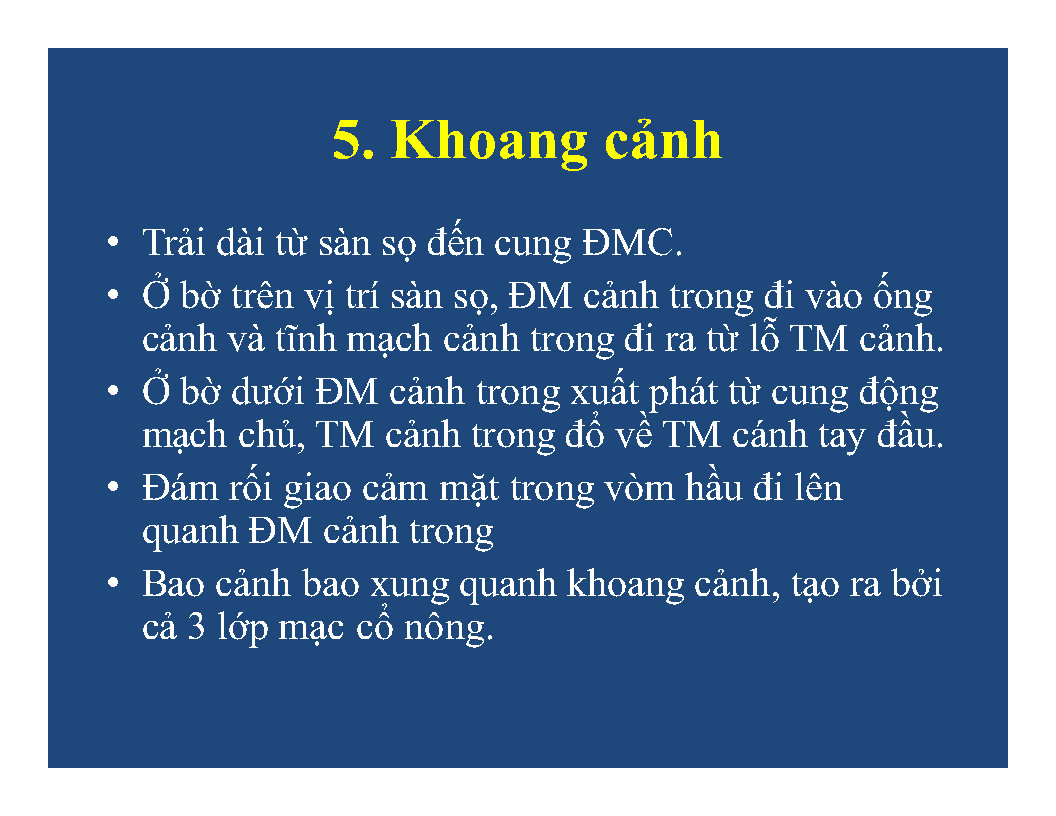 5. Khoang cảnh
• Trải dài từ sàn sọ đến cung ĐMC.
• Ở bờ trên vị trí sàn sọ, ĐM cảnh trong đi vào ống
cảnh và tĩnh mạch cảnh trong đi ra từ lỗ TM cảnh.
• Ở bờ dưới ĐM cảnh trong xuất phát từ cung động
mạch chủ, TM cảnh trong đổ về TM cánh tay đầu.
• Đám rối giao cảm mặt trong vòm hầu đi lên
quanh ĐM cảnh trong
• Bao cảnh bao xung quanh khoang cảnh, tạo ra bởi
cả 3 lớp mạc cổ nông.